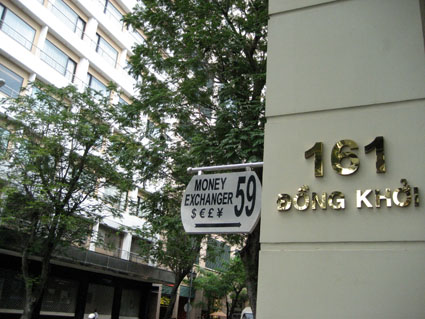 161
ĐỒNG KHỞI
MONEY
EXCHANGER 59
$ € £ ¥